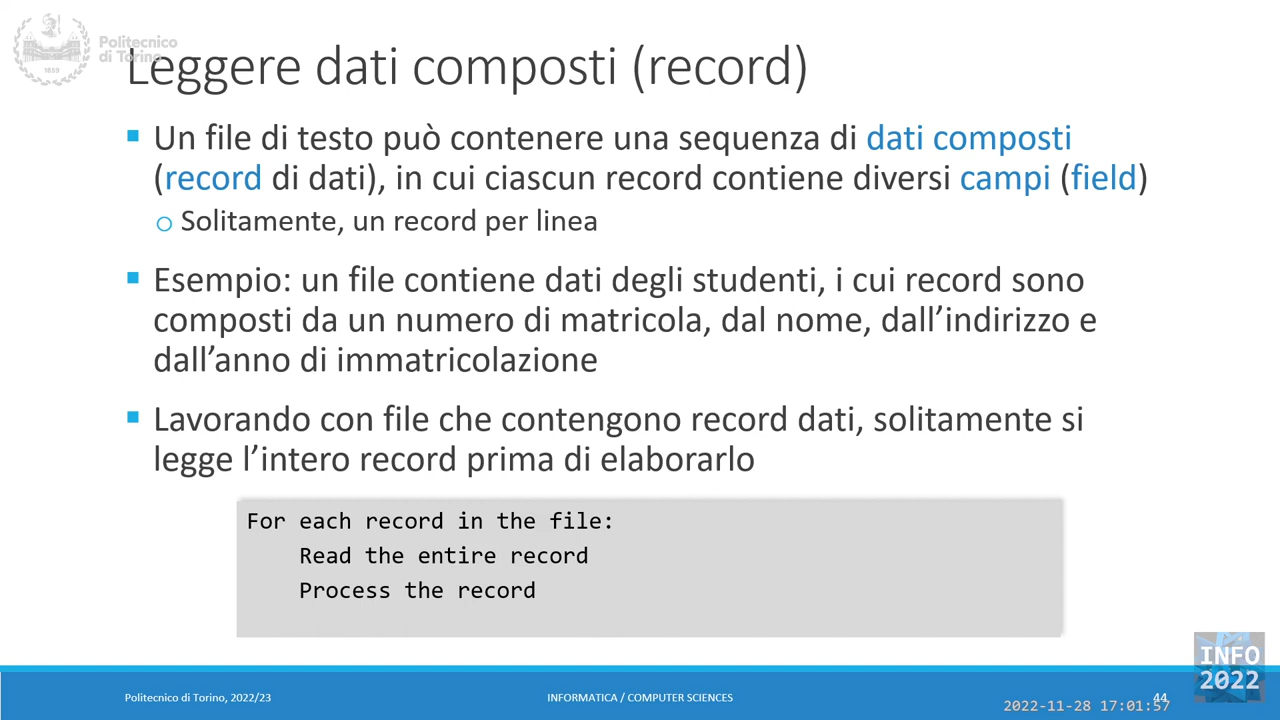 Politecnico
di Torino
1859
Leggere dati composti (record)
Un file di testo può contenere una sequenza di dati composti
(record di dati), in cui ciascun record contiene diversi campi (field)
Solitamente, un record per linea
Esempio: un file contiene dati degli studenti, i cui record sono
composti da un numero di matricola, dal nome, dall’indirizzo e
dall’anno di immatricolazione
Lavorando con file che contengono record dati, solitamente si
legge l’intero record prima di elaborarlo
For each record in the file:
    Read the entire record
    Process the record
INFO
2022
Politecnico di Torino, 2022/23
INFORMATICA / COMPUTER SCIENCES
44
2022-11-28 17:01:57